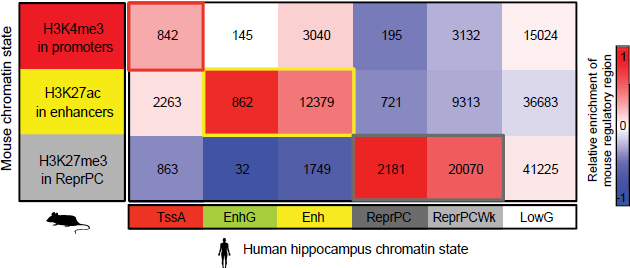 Mouse chromatin state
H3K4me3
in promoters
842 145 3040 195 3132 15024
H3K27ac
in enhancers
2263 862 12379 721 9313 36683
H3K27me3
in ReprPC
863 32 1749 2181 20070 41225
TssA EnhG Enh ReprPC ReprPCWk LowG
Human hippocampus chromatin state
Relative enrichment of
mouse regulatory region
1
0
-1